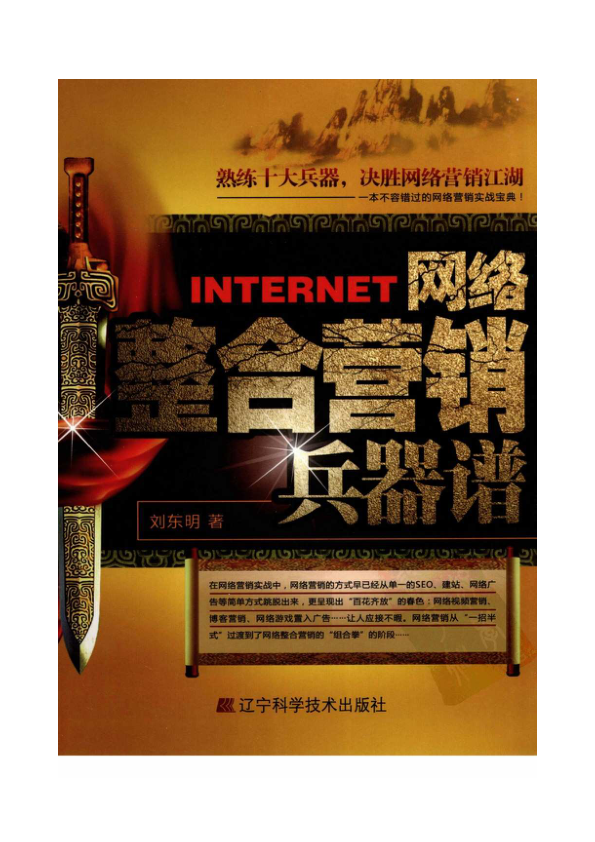 熟练十大兵器，决胜网络营销江湖
——一本不容错过的网络营销实战宝典！
INTERNET 网络
整合营销
兵器谱
刘东明 著
在网络营销实战中，网络营销的方式早已经从单一的SEO、建站、网络广
告等简单方式跳脱出来，更呈现出“百花齐放”的春色：网络视频营销、
博客营销、网络游戏置入广告……让人应接不暇。网络营销从“一招半
式”过渡到了网络整合营销的“组合拳”的阶段……
辽宁科学技术出版社